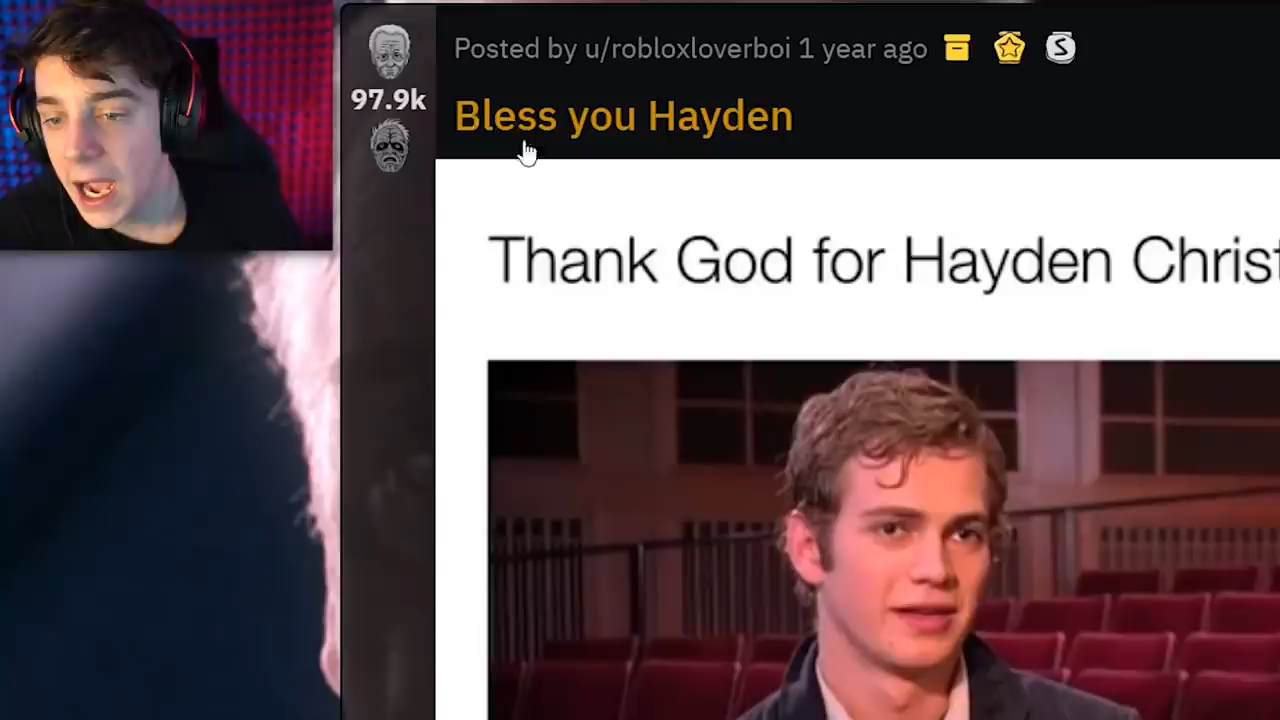 Posted by u/robloxloverboi 1 year ago
97.9k
Bless you Hayden
Thank God for Hayden Christ